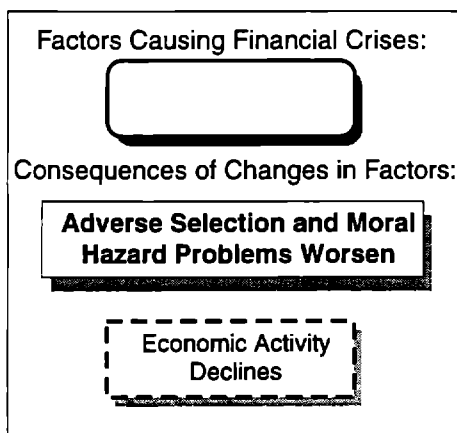 Factors Causing Financial Crises:
Consequences of Changes in Factors:
Adverse Selection and Moral
Hazard Problems Worsen
Economic Activity
Declines